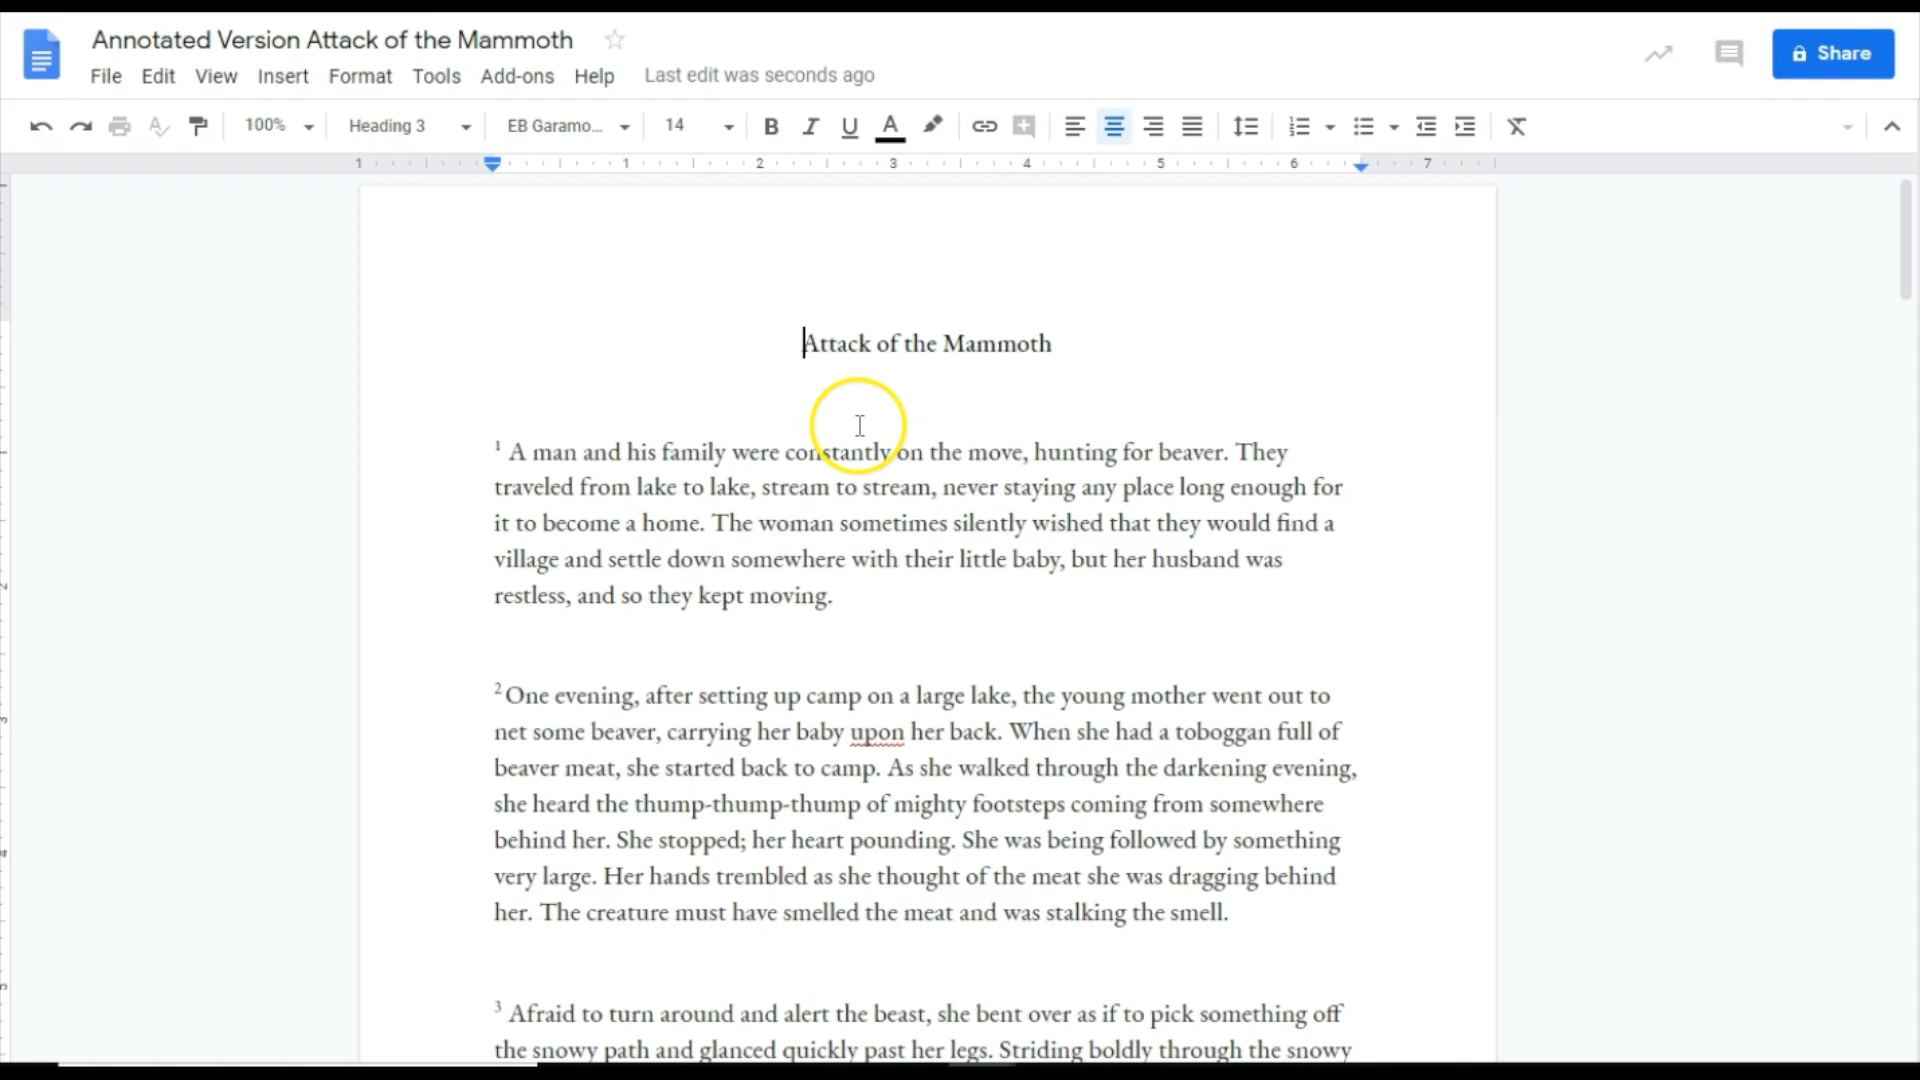 Annotated Version Attack of the Mammoth
File Edit View Insert Format Tools Add-ons Help Last edit was seconds ago
Share
100% Heading 3 EB Garamo... 14 B I U A
1 1 2 3 4 5 6 7
Attack of the Mammoth
1 A man and his family were constantly on the move, hunting for beaver. They
traveled from lake to lake, stream to stream, never staying any place long enough for
it to become a home. The woman sometimes silently wished that they would find a
village and settle down somewhere with their little baby, but her husband was
restless, and so they kept moving.
2 One evening, after setting up camp on a large lake, the young mother went out to
net some beaver, carrying her baby upon her back. When she had a toboggan full of
beaver meat, she started back to camp. As she walked through the darkening evening,
she heard the thump-thump-thump of mighty footsteps coming from somewhere
behind her. She stopped; her heart pounding. She was being followed by something
very large. Her hands trembled as she thought of the meat she was dragging behind
her. The creature must have smelled the meat and was stalking the smell.
3 Afraid to turn around and alert the beast, she bent over as if to pick something off
the snowy path and glanced quickly past her legs. Striding boldly through the snowy